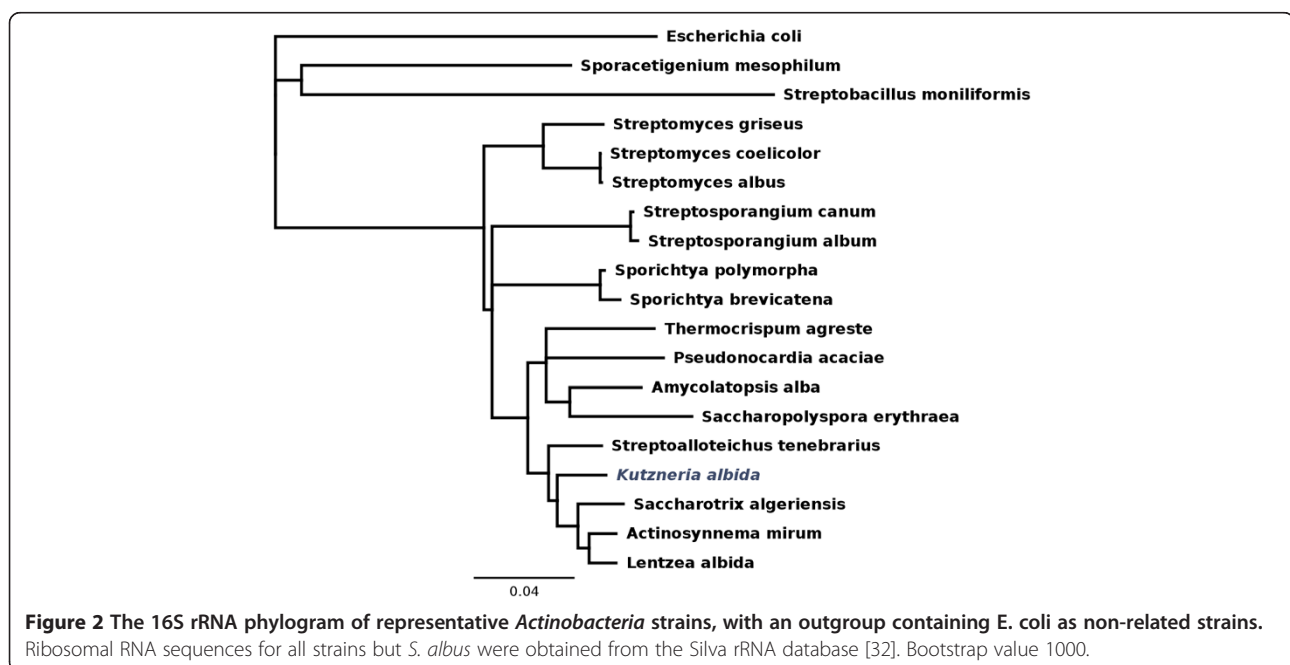 Escherichia coli
Sporacetigenium mesophilum
Streptobacillus moniliformis
Streptomyces griseus
Streptomyces coelicolor
Streptomyces albus
Streptosporangium canum
Streptosporangium album
Sporichtya polymorpha
Sporichtya brevicatena
Thermocrispum agreste
Pseudonocardia acaciae
Amycolatopsis alba
Saccharopolyspora erythraea
Streptoalloteichus tenebrarius
Kutzneria albida
Saccharotrix algeriensis
Actinosynnema mirum
Lentzea albida
0.04
Figure 2 The 16S rRNA phylogram of representative Actinobacteria strains, with an outgroup containing E. coli as non-related strains.
Ribosomal RNA sequences for all strains but S. albus were obtained from the Silva rRNA database [32]. Bootstrap value 1000.